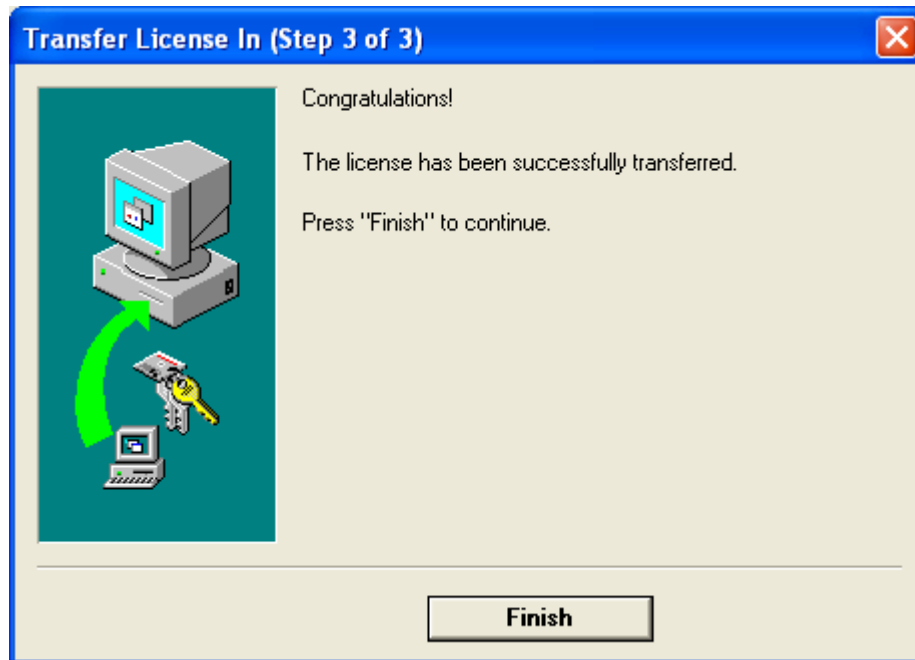 Transfer License In (Step 3 of 3)
Congratulations!
The license has been successfully transferred.
Press "Finish" to continue.
Finish